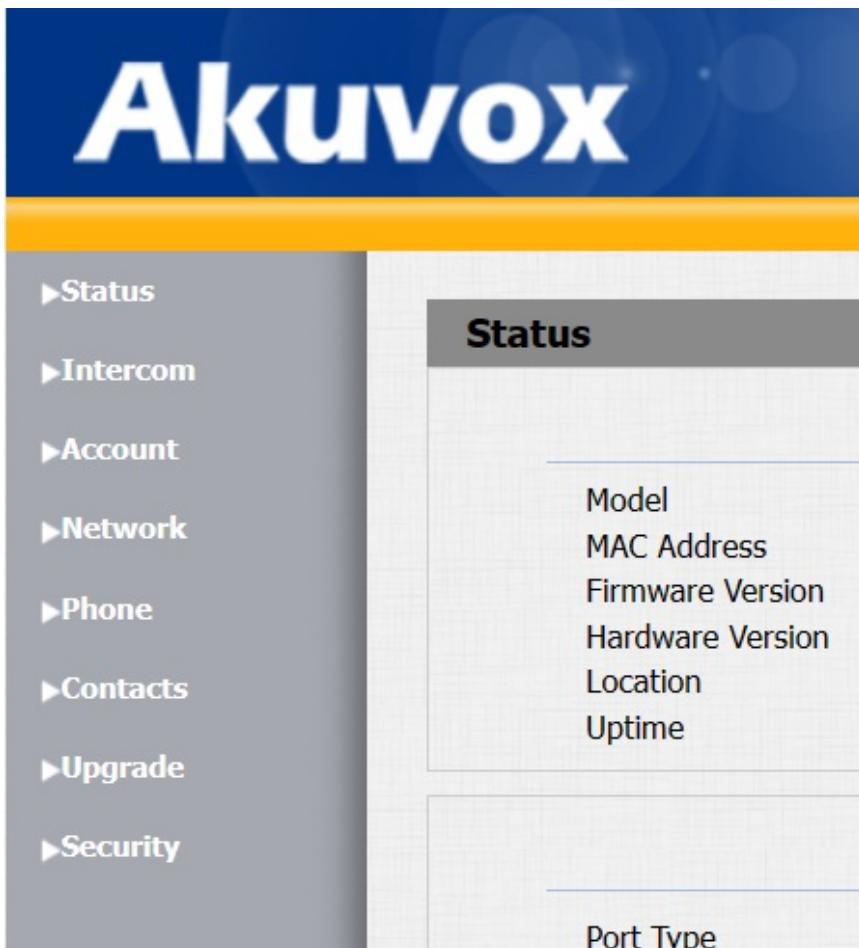 Akuvox
Status
Intercom
Account
Network
Phone
Contacts
Upgrade
Security
Status
Model
MAC Address
Firmware Version
Hardware Version
Location
Uptime
Port Type